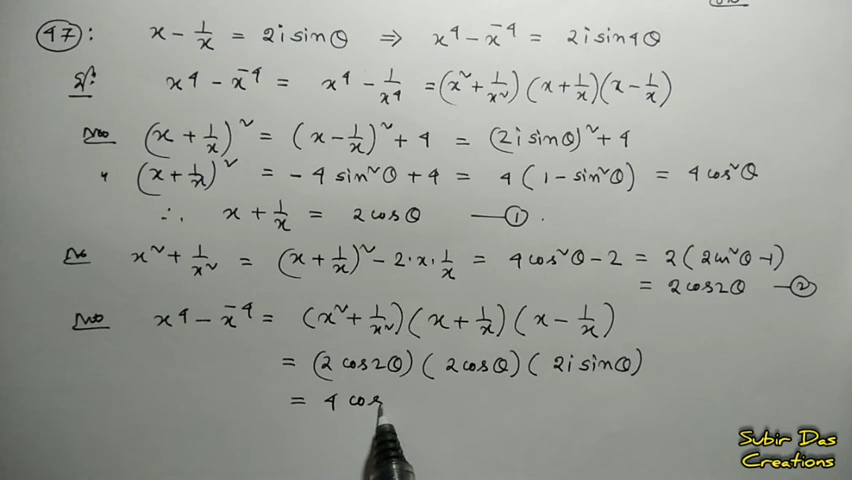 47: x - 1/x = 2i sinθ ⇒ x⁴ - x⁻⁴ = 2i sin4θ
x⁴ - x⁻⁴ = x⁴ - 1/x⁴ = (x² + 1/x²)(x + 1/x)(x - 1/x)
(x + 1/x)² = (x - 1/x)² + 4 = (2i sinθ)² + 4
(x + 1/x)² = -4 sin²θ + 4 = 4(1 - sin²θ) = 4cos²θ
∴ x + 1/x = 2cosθ —①.
x² + 1/x² = (x + 1/x)² - 2·x·1/x = 4cos²θ - 2 = 2(2cos²θ - 1)
= 2cos2θ —②
x⁴ - x⁻⁴ = (x² + 1/x²)(x + 1/x)(x - 1/x)
= (2cos2θ)(2cosθ)(2i sinθ)
= 4 cos
Subir Das
Creations